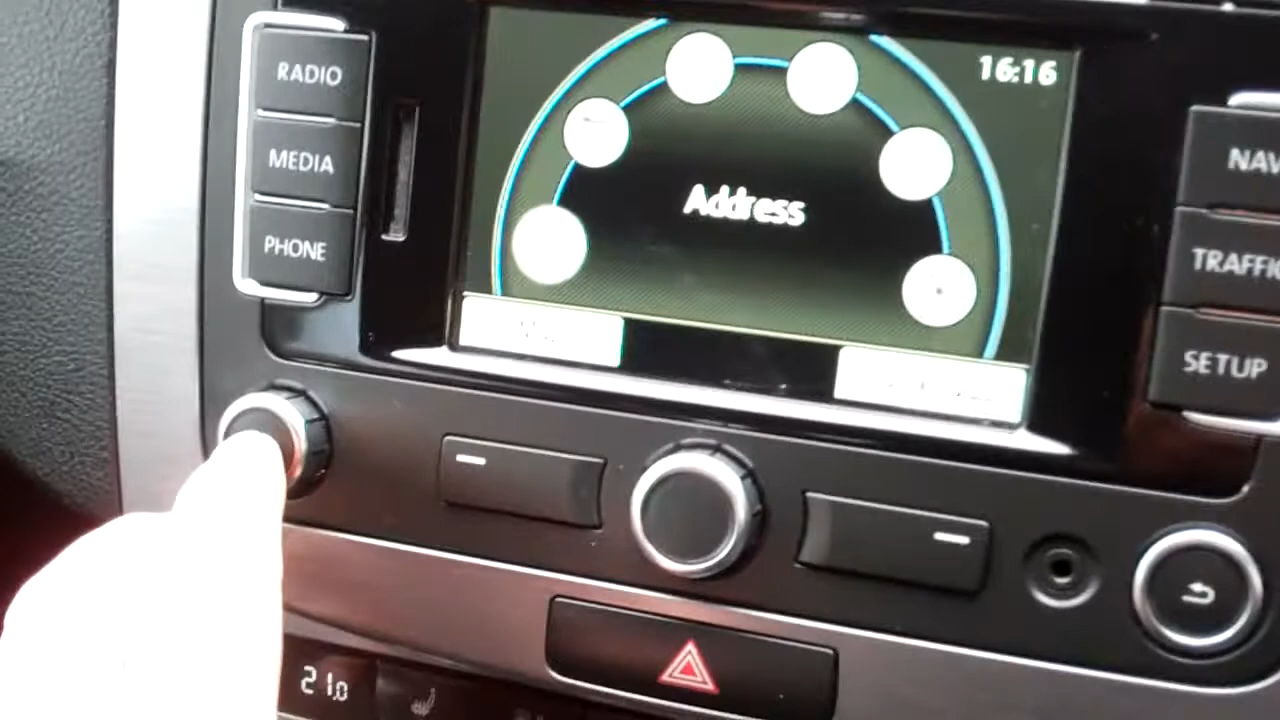 RADIO
MEDIA
PHONE
16:16
Address
NAV
TRAFFIC
SETUP
21.0